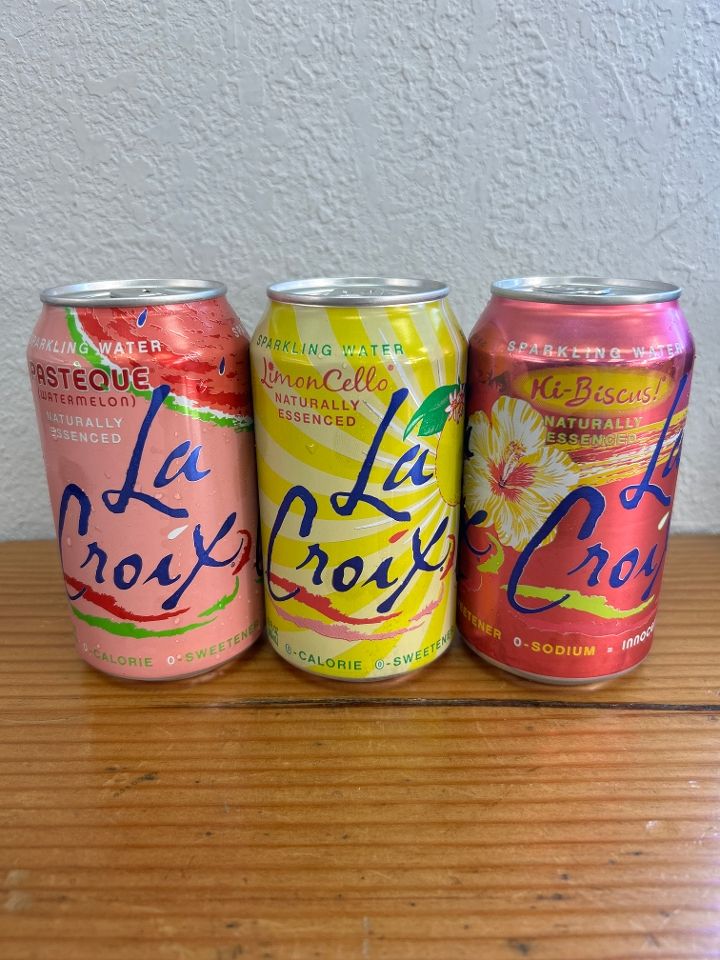 SPARKLING WATER
PASTEQUE
(WATERMELON)
NATURALLY
ESSENCED
La
Croix
0-CALORIE 0-SWEETENER
SPARKLING WATER
LimonCello
NATURALLY
ESSENCED
La
Croix
0-CALORIE 0-SWEETENER
SPARKLING WATER
Hi-Biscus!
NATURALLY
ESSENCED
La
Croix
0-SODIUM =